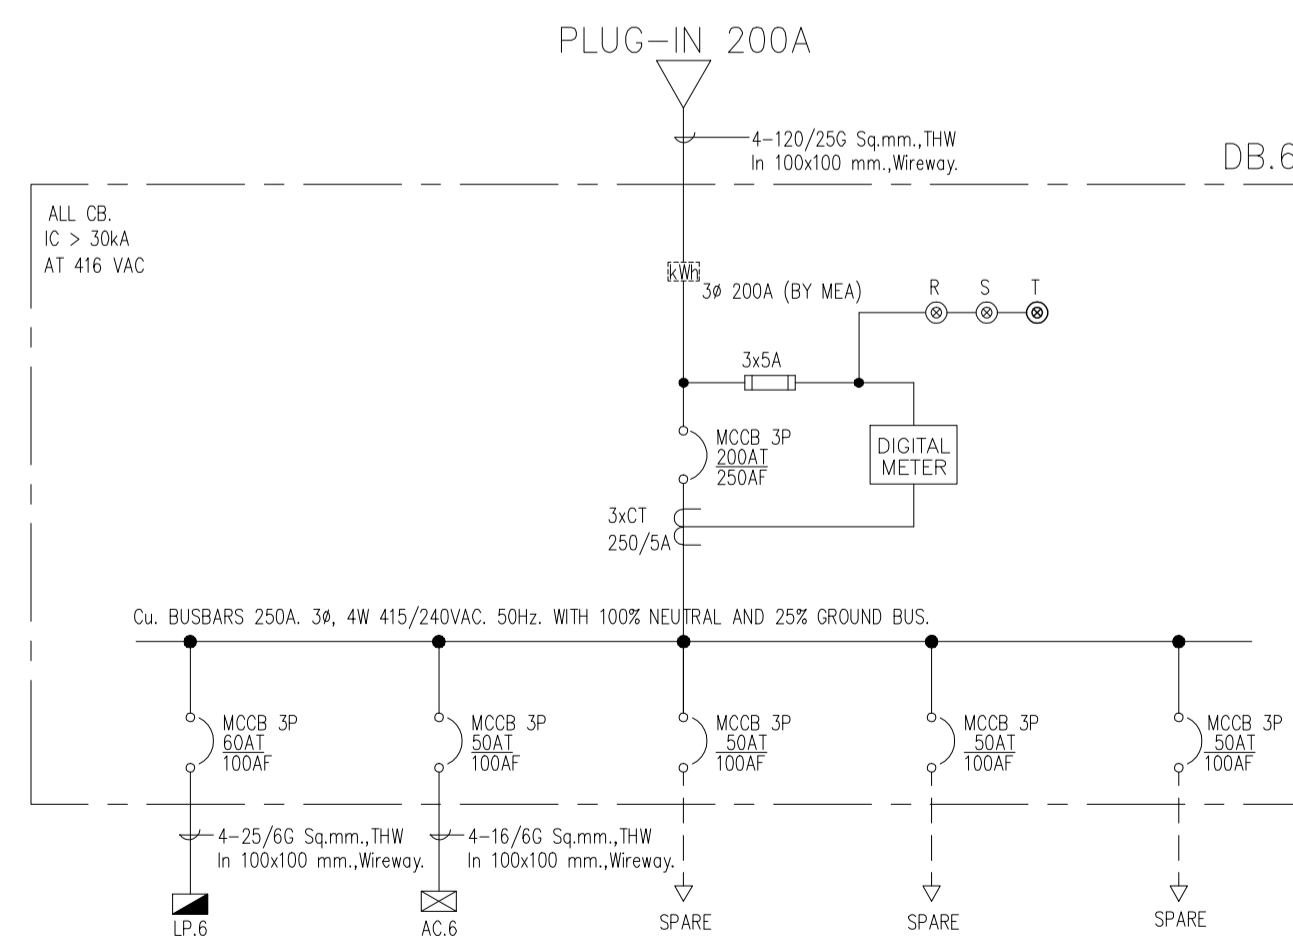 PLUG-IN 200A
4-120/25G Sq.mm.,THW
In 100x100 mm.,Wireway.
DB.6
ALL CB.
IC > 30kA
AT 416 VAC
kWh
3ø 200A (BY MEA)
R S T
3x5A
MCCB 3P
200AT
250AF
DIGITAL
METER
3xCT
250/5A
Cu. BUSBARS 250A. 3ø, 4W 415/240VAC. 50Hz. WITH 100% NEUTRAL AND 25% GROUND BUS.
MCCB 3P
60AT
100AF
MCCB 3P
50AT
100AF
MCCB 3P
50AT
100AF
MCCB 3P
50AT
100AF
MCCB 3P
50AT
100AF
4-25/6G Sq.mm.,THW
In 100x100 mm.,Wireway.
4-16/6G Sq.mm.,THW
In 100x100 mm.,Wireway.
LP.6
AC.6
SPARE
SPARE
SPARE